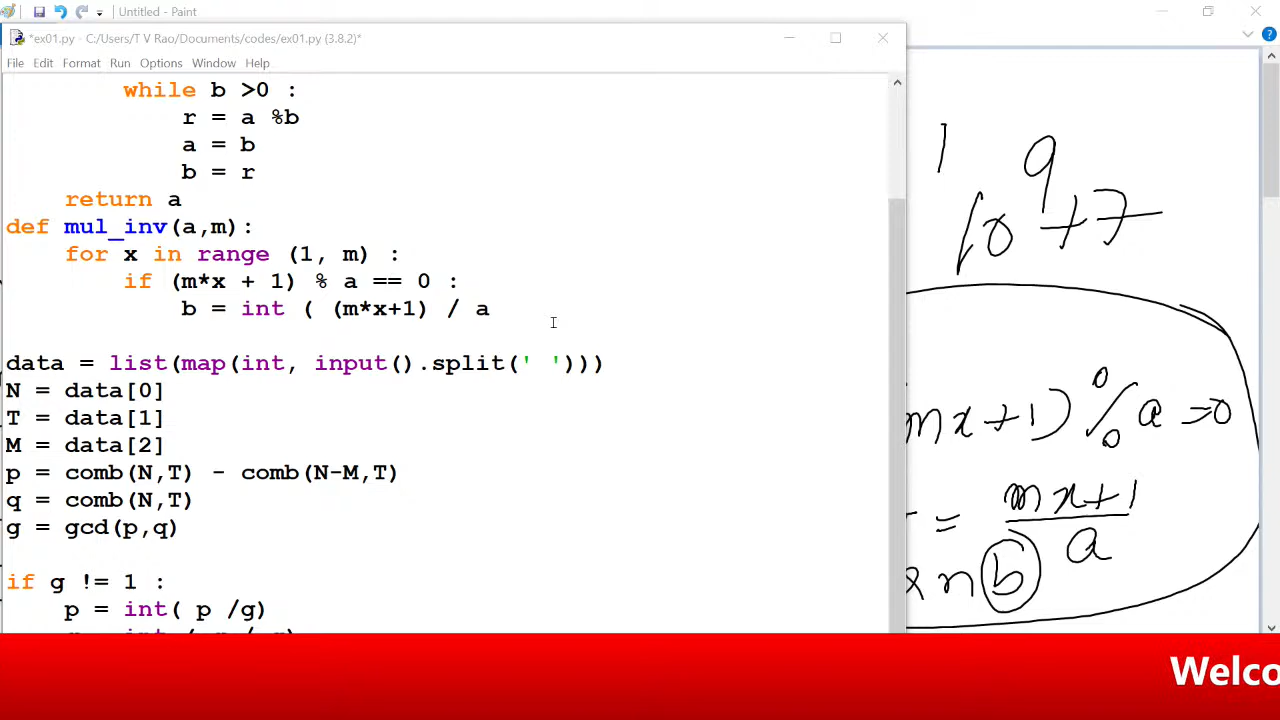 Untitled - Paint
*ex01.py - C:/Users/T V Rao/Documents/codes/ex01.py (3.8.2)*
File Edit Format Run Options Window Help
while b >0 :
r = a %b
a = b
b = r
return a
def mul_inv(a,m):
for x in range (1, m) :
if (m*x + 1) % a == 0 :
b = int ( (m*x+1) / a
data = list(map(int, input().split(' ')))
N = data[0]
T = data[1]
M = data[2]
p = comb(N,T) - comb(N-M,T)
q = comb(N,T)
g = gcd(p,q)
if g != 1 :
p = int( p /g)
1
9
10 +7
mx+1) % a =0
= mx+1
a
n b
Welco